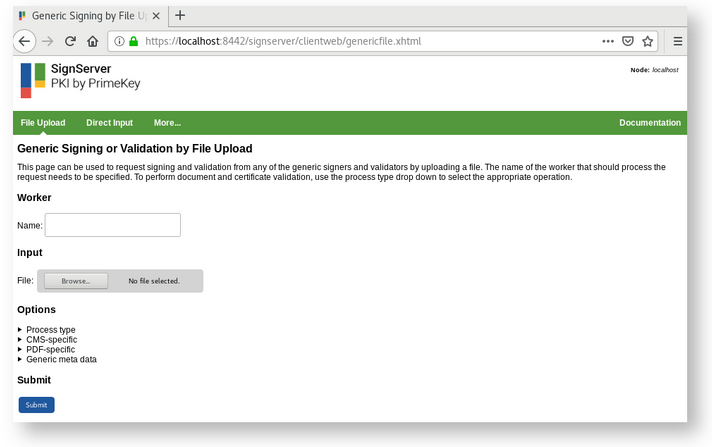 Generic Signing by File U
https://localhost:8442/signserver/clientweb/genericfile.xhtml
SignServer
PKI by PrimeKey
Node: localhost
File Upload Direct Input More... Documentation
Generic Signing or Validation by File Upload
This page can be used to request signing and validation from any of the generic signers and validators by uploading a file. The name of the worker that should process the
request needs to be specified. To perform document and certificate validation, use the process type drop down to select the appropriate operation.
Worker
Name:
Input
File: Browse... No file selected.
Options
Process type
CMS-specific
PDF-specific
Generic meta data
Submit
Submit